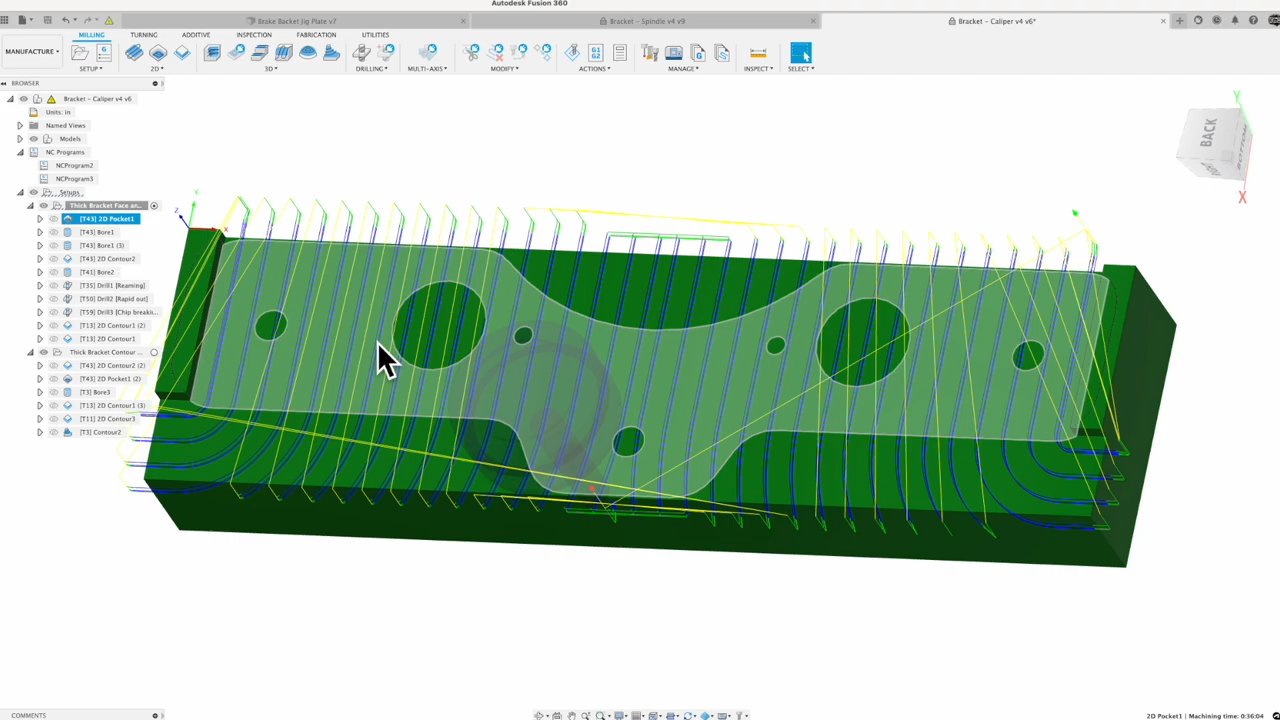 Autodesk Fusion 360
Brake Backet Jig Plate v7
Bracket - Spindle v4 v9
Bracket - Caliper v4 v6*
MANUFACTURE
MILLING
TURNING
ADDITIVE
INSPECTION
FABRICATION
UTILITIES
SETUP
2D
3D
DRILLING
MULTI-AXIS
MODIFY
ACTIONS
MANAGE
INSPECT
SELECT
G1
G2
BROWSER
Bracket - Caliper v4 v6
Units: in
Named Views
Models
NC Programs
NCProgram2
NCProgram3
Setups
Thick Bracket Face an...
[T43] 2D Pocket1
[T43] Bore1
[T43] Bore1 (3)
[T43] 2D Contour2
[T41] Bore2
[T35] Drill1 [Reaming]
[T50] Drill2 [Rapid out]
[T59] Drill3 [Chip breaki...
[T13] 2D Contour1 (2)
[T13] 2D Contour1
Thick Bracket Contour ...
[T43] 2D Contour2 (2)
[T43] 2D Pocket1 (2)
[T3] Bore3
[T13] 2D Contour1 (3)
[T11] 2D Contour3
[T3] Contour2
X
Z
Y
BACK
BOTTOM
X
COMMENTS
2D Pocket1 | Machining time: 0:36:04